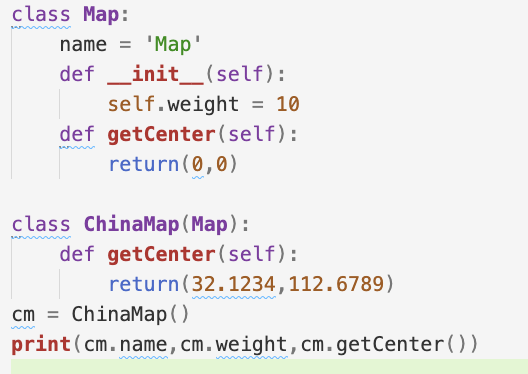 class Map:
    name = 'Map'
    def __init__(self):
        self.weight = 10
    def getCenter(self):
        return(0,0)

class ChinaMap(Map):
    def getCenter(self):
        return(32.1234,112.6789)
cm = ChinaMap()
print(cm.name,cm.weight,cm.getCenter())